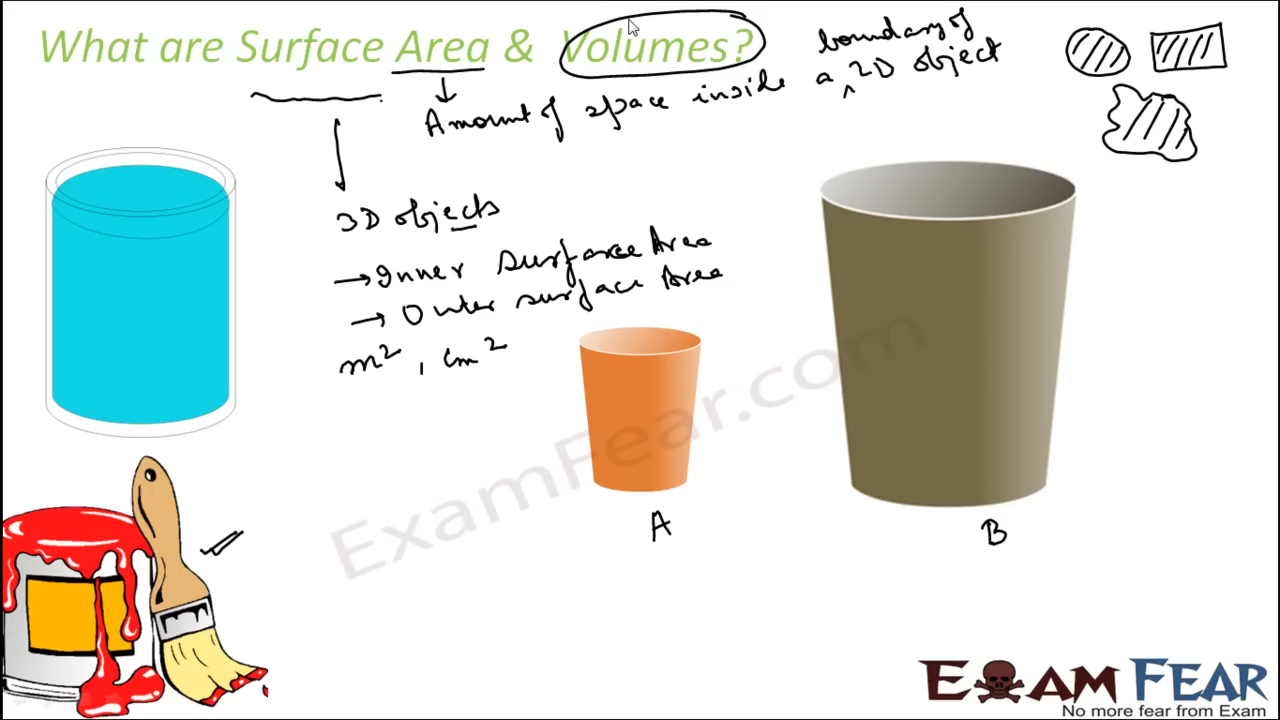 What are Surface Area & Volumes?
Amount of space inside a 2D object
boundary of
3D objects
→ Inner Surface Area
→ Outer surface Area
m², cm²
A
B
ExamFear.com
EXAM FEAR
No more fear from Exam